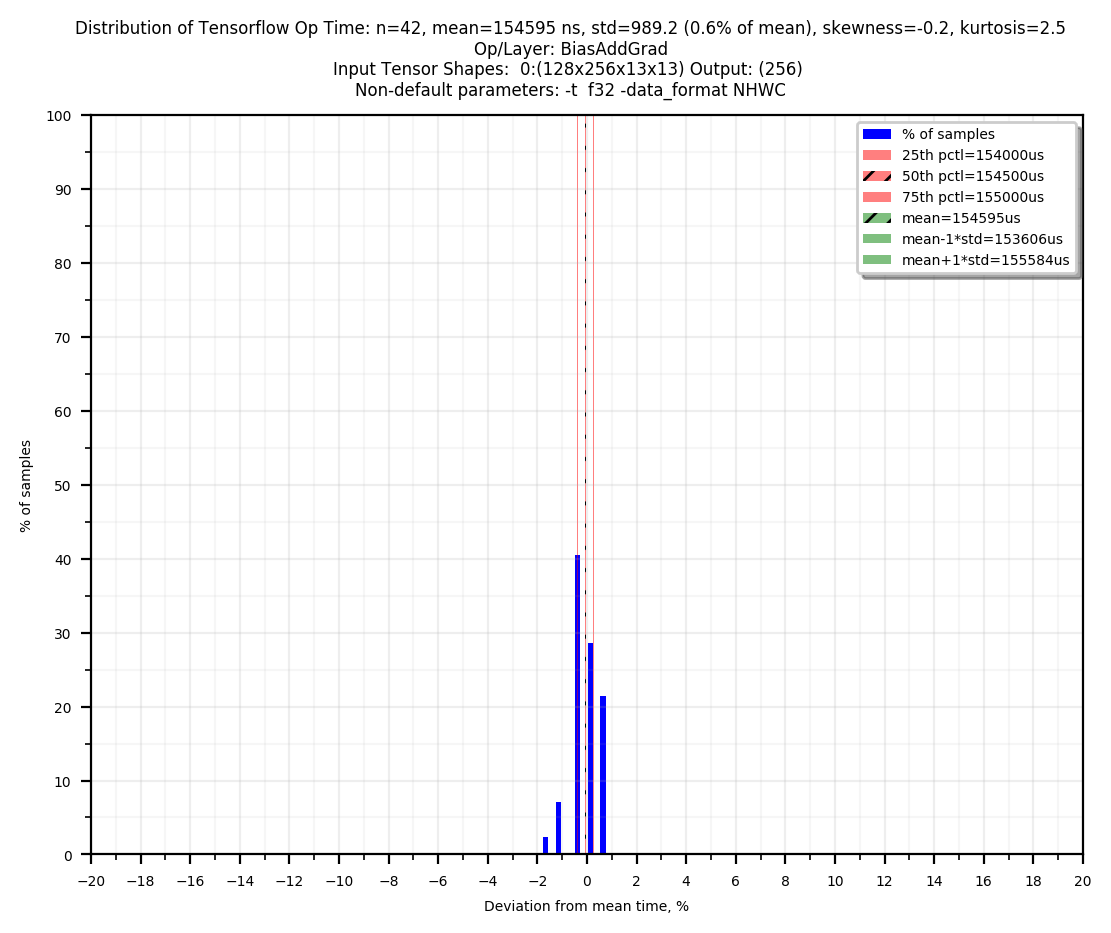 Distribution of Tensorflow Op Time: n=42, mean=154595 ns, std=989.2 (0.6% of mean), skewness=-0.2, kurtosis=2.5
Op/Layer: BiasAddGrad
Input Tensor Shapes:  0:(128x256x13x13) Output: (256)
Non-default parameters: -t  f32 -data_format NHWC
% of samples
25th pctl=154000us
50th pctl=154500us
75th pctl=155000us
mean=154595us
mean-1*std=153606us
mean+1*std=155584us
100
90
80
70
60
50
40
30
20
10
0
% of samples
−20 −18 −16 −14 −12 −10 −8 −6 −4 −2 0 2 4 6 8 10 12 14 16 18 20
Deviation from mean time, %